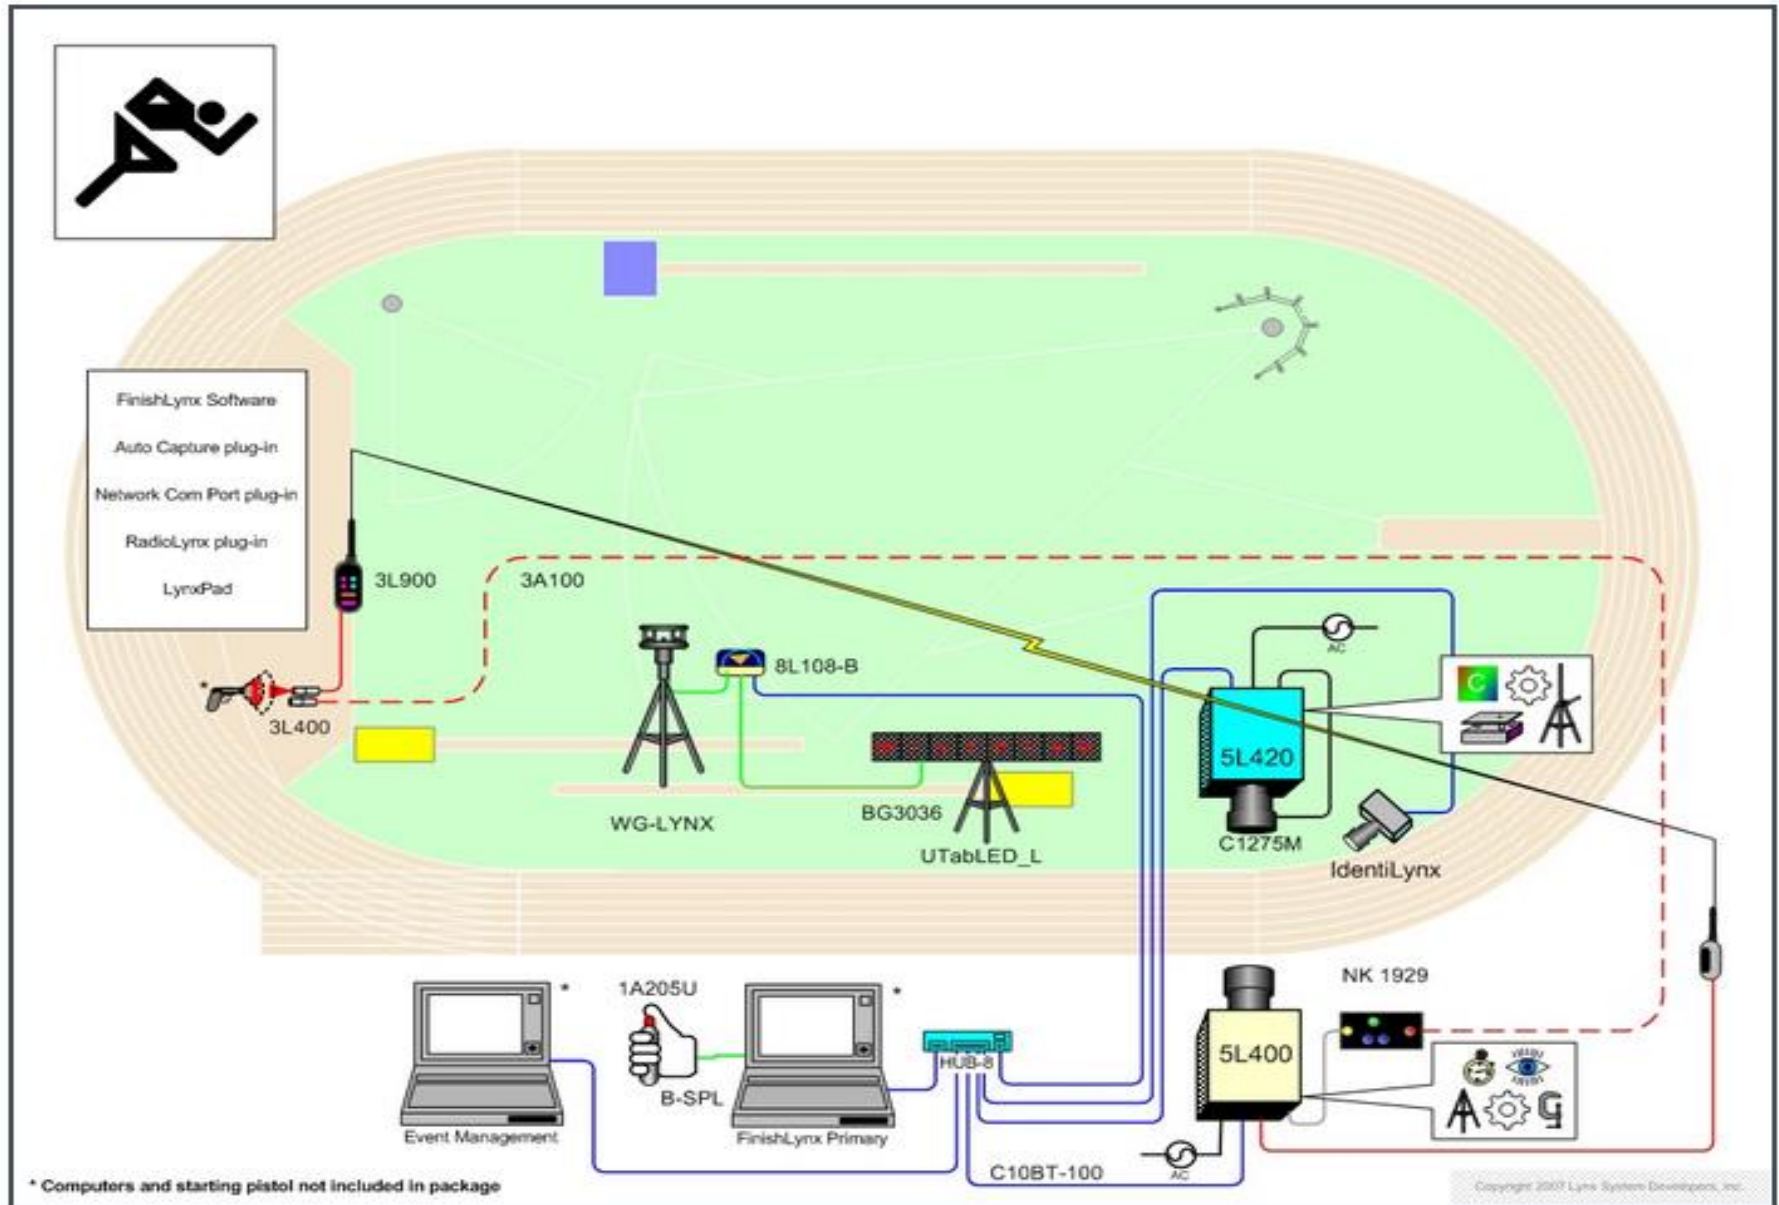 FinishLynx Software
Auto Capture plug-in
Network Com Port plug-in
RadioLynx plug-in
LynxPad
3L900
3A100
*
3L400
8L108-B
WG-LYNX
BG3036
UTabLED_L
AC
C
5L420
C1275M
IdentiLynx
NK 1929
*
1A205U
*
HUB-8
5L400
B-SPL
Event Management
FinishLynx Primary
C10BT-100
AC
* Computers and starting pistol not included in package
Copyright 2007 Lynx System Developers, Inc.